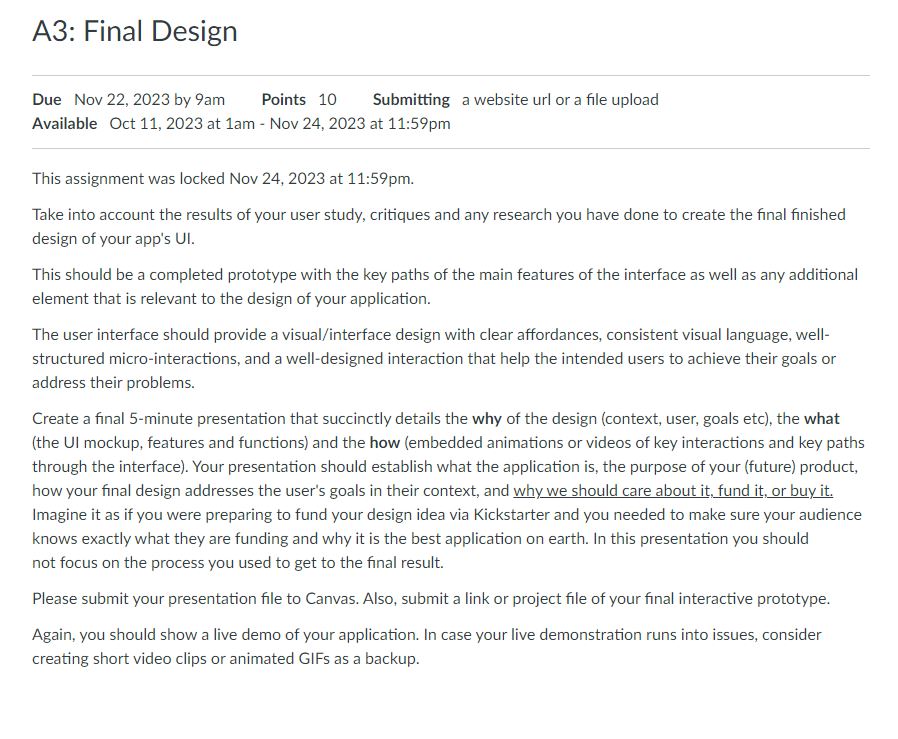 A3: Final Design
Due Nov 22, 2023 by 9am Points 10 Submitting a website url or a file upload
Available Oct 11, 2023 at 1am - Nov 24, 2023 at 11:59pm
This assignment was locked Nov 24, 2023 at 11:59pm.
Take into account the results of your user study, critiques and any research you have done to create the final finished
design of your app's UI.
This should be a completed prototype with the key paths of the main features of the interface as well as any additional
element that is relevant to the design of your application.
The user interface should provide a visual/interface design with clear affordances, consistent visual language, well-
structured micro-interactions, and a well-designed interaction that help the intended users to achieve their goals or
address their problems.
Create a final 5-minute presentation that succinctly details the why of the design (context, user, goals etc), the what
(the UI mockup, features and functions) and the how (embedded animations or videos of key interactions and key paths
through the interface). Your presentation should establish what the application is, the purpose of your (future) product,
how your final design addresses the user's goals in their context, and why we should care about it, fund it, or buy it.
Imagine it as if you were preparing to fund your design idea via Kickstarter and you needed to make sure your audience
knows exactly what they are funding and why it is the best application on earth. In this presentation you should
not focus on the process you used to get to the final result.
Please submit your presentation file to Canvas. Also, submit a link or project file of your final interactive prototype.
Again, you should show a live demo of your application. In case your live demonstration runs into issues, consider
creating short video clips or animated GIFs as a backup.